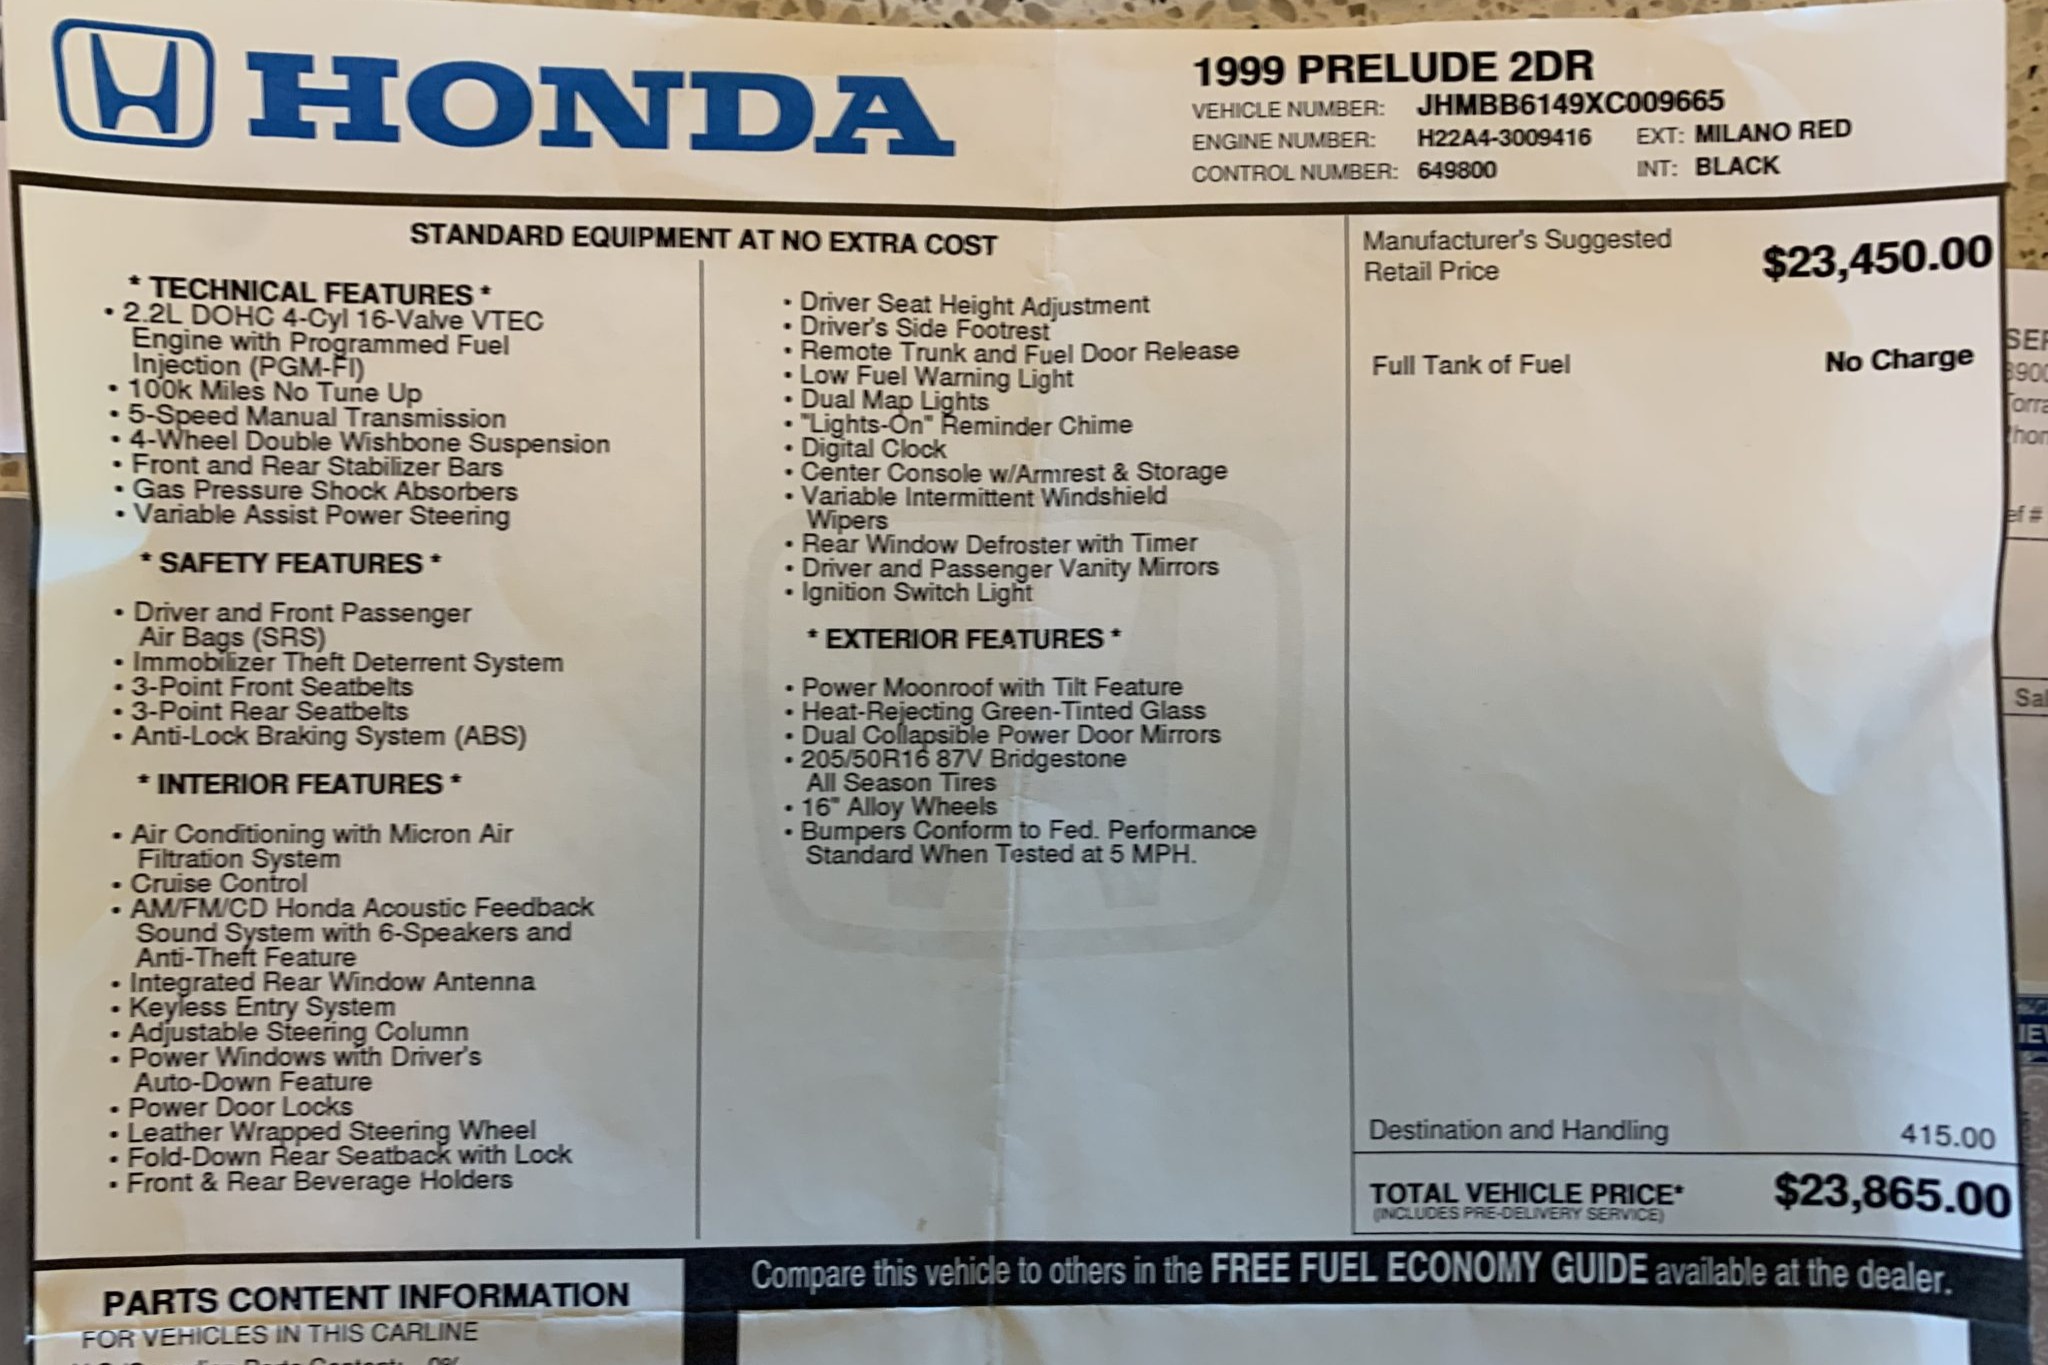 HONDA
1999 PRELUDE 2DR
VEHICLE NUMBER: JHMBB6149XC009665
ENGINE NUMBER: H22A4-3009416 EXT: MILANO RED
CONTROL NUMBER: 649800 INT: BLACK
STANDARD EQUIPMENT AT NO EXTRA COST
* TECHNICAL FEATURES *
• 2.2L DOHC 4-Cyl 16-Valve VTEC
Engine with Programmed Fuel
Injection (PGM-FI)
• 100k Miles No Tune Up
• 5-Speed Manual Transmission
• 4-Wheel Double Wishbone Suspension
• Front and Rear Stabilizer Bars
• Gas Pressure Shock Absorbers
• Variable Assist Power Steering
* SAFETY FEATURES *
• Driver and Front Passenger
Air Bags (SRS)
• Immobilizer Theft Deterrent System
• 3-Point Front Seatbelts
• 3-Point Rear Seatbelts
• Anti-Lock Braking System (ABS)
* INTERIOR FEATURES *
• Air Conditioning with Micron Air
Filtration System
• Cruise Control
• AM/FM/CD Honda Acoustic Feedback
Sound System with 6-Speakers and
Anti-Theft Feature
• Integrated Rear Window Antenna
• Keyless Entry System
• Adjustable Steering Column
• Power Windows with Driver's
Auto-Down Feature
• Power Door Locks
• Leather Wrapped Steering Wheel
• Fold-Down Rear Seatback with Lock
• Front & Rear Beverage Holders
• Driver Seat Height Adjustment
• Driver's Side Footrest
• Remote Trunk and Fuel Door Release
• Low Fuel Warning Light
• Dual Map Lights
• "Lights-On" Reminder Chime
• Digital Clock
• Center Console w/Armrest & Storage
• Variable Intermittent Windshield
Wipers
• Rear Window Defroster with Timer
• Driver and Passenger Vanity Mirrors
• Ignition Switch Light
* EXTERIOR FEATURES *
• Power Moonroof with Tilt Feature
• Heat-Rejecting Green-Tinted Glass
• Dual Collapsible Power Door Mirrors
• 205/50R16 87V Bridgestone
All Season Tires
• 16" Alloy Wheels
• Bumpers Conform to Fed. Performance
Standard When Tested at 5 MPH.
Manufacturer's Suggested
Retail Price $23,450.00
Full Tank of Fuel No Charge
Destination and Handling 415.00
TOTAL VEHICLE PRICE* $23,865.00
(INCLUDES PRE-DELIVERY SERVICE)
Compare this vehicle to others in the FREE FUEL ECONOMY GUIDE available at the dealer.
PARTS CONTENT INFORMATION
FOR VEHICLES IN THIS CARLINE